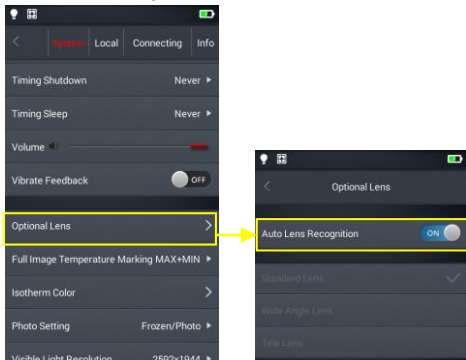 System Local Connecting Info
Timing Shutdown Never
Timing Sleep Never
Volume
Vibrate Feedback OFF
Optional Lens
Full Image Temperature Marking MAX+MIN
Isotherm Color
Photo Setting Frozen/Photo
Visible Light Resolution 2592x1944
Optional Lens
Auto Lens Recognition ON
Standard Lens
Wide Angle Lens
Tele Lens